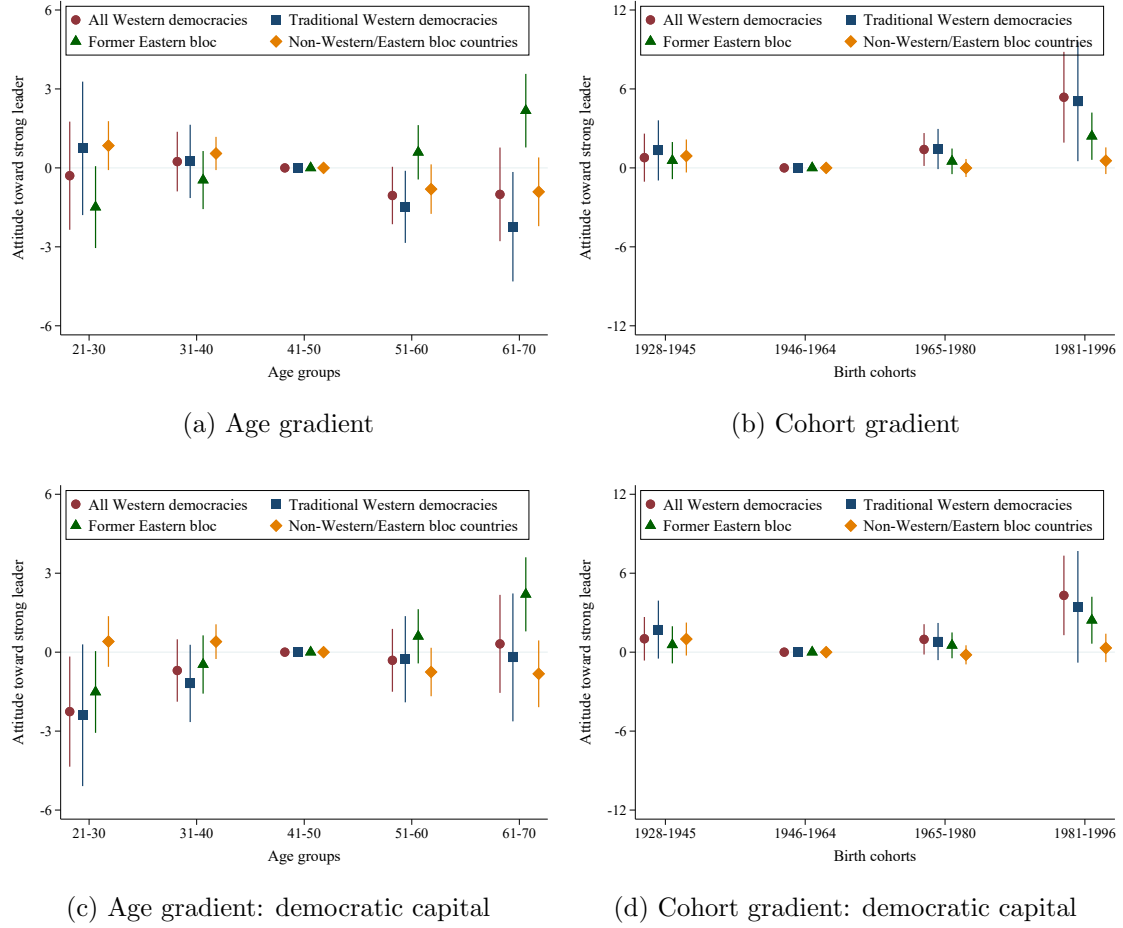 All Western democracies
Traditional Western democracies
Former Eastern bloc
Non-Western/Eastern bloc countries
Attitude toward strong leader
6
3
0
-3
-6
21-30
31-40
41-50
51-60
61-70
Age groups
(a) Age gradient
All Western democracies
Traditional Western democracies
Former Eastern bloc
Non-Western/Eastern bloc countries
Attitude toward strong leader
12
6
0
-6
-12
1928-1945
1946-1964
1965-1980
1981-1996
Birth cohorts
(b) Cohort gradient
All Western democracies
Traditional Western democracies
Former Eastern bloc
Non-Western/Eastern bloc countries
Attitude toward strong leader
6
3
0
-3
-6
21-30
31-40
41-50
51-60
61-70
Age groups
(c) Age gradient: democratic capital
All Western democracies
Traditional Western democracies
Former Eastern bloc
Non-Western/Eastern bloc countries
Attitude toward strong leader
12
6
0
-6
-12
1928-1945
1946-1964
1965-1980
1981-1996
Birth cohorts
(d) Cohort gradient: democratic capital